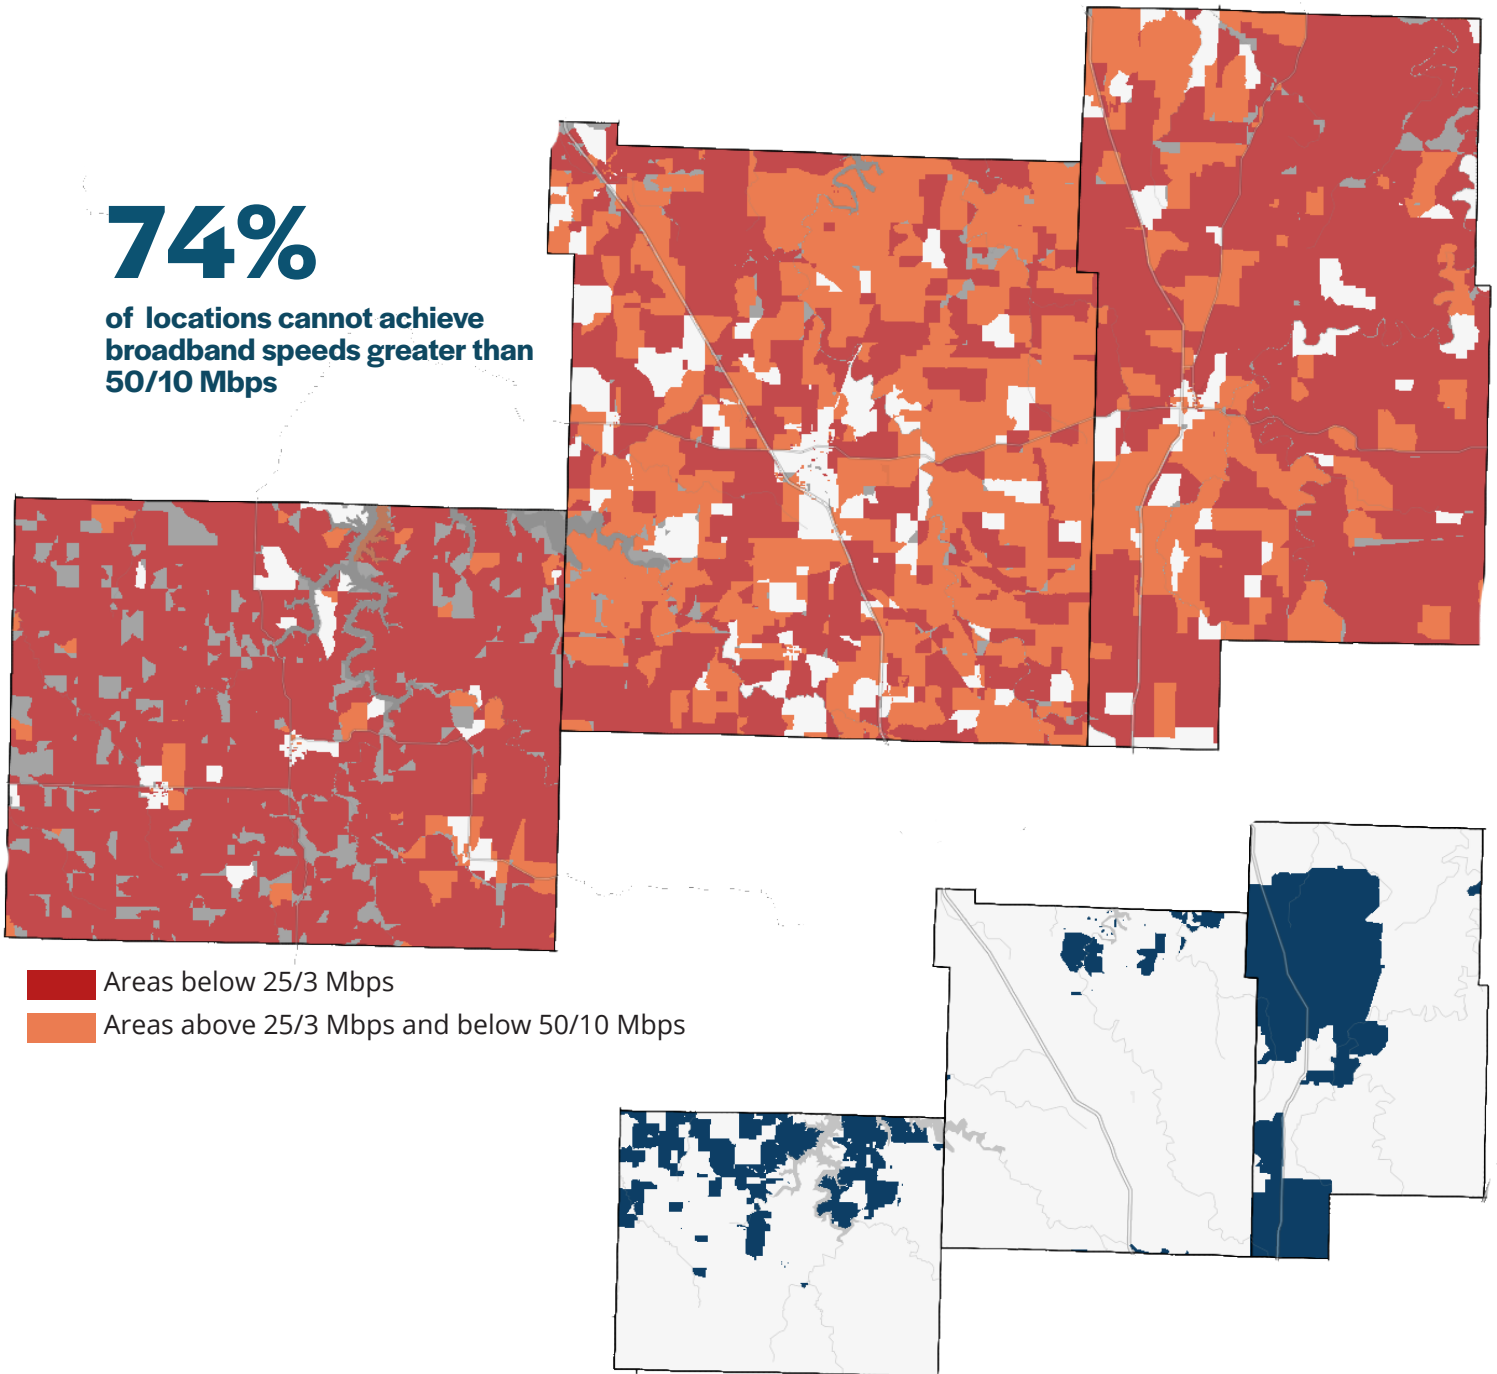 74%
of locations cannot achieve
broadband speeds greater than
50/10 Mbps
Areas below 25/3 Mbps
Areas above 25/3 Mbps and below 50/10 Mbps